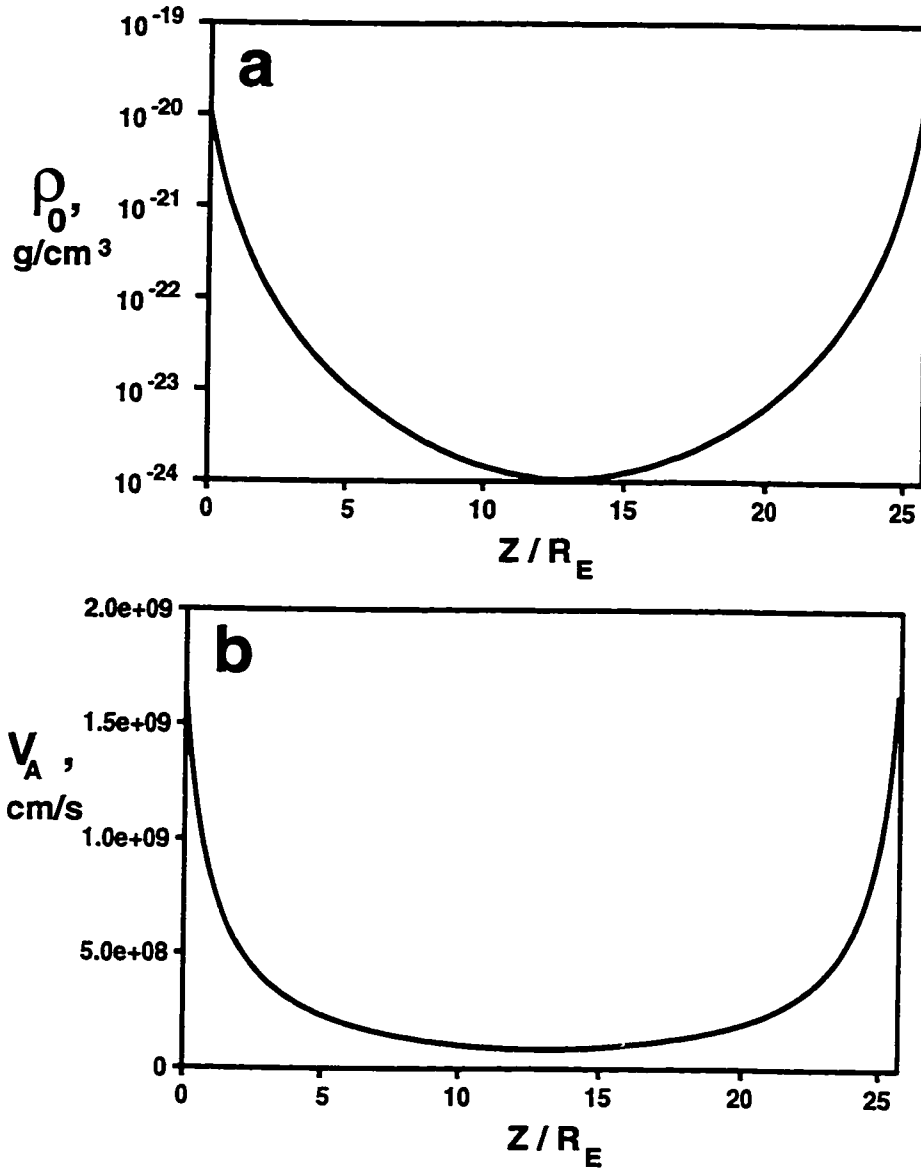 a
10^-19
10^-20
10^-21
10^-22
10^-23
10^-24
ρ0,
g/cm^3
0 5 10 15 20 25
Z / R_E
b
2.0e+09
1.5e+09
1.0e+09
5.0e+08
0
V_A ,
cm/s
0 5 10 15 20 25
Z / R_E